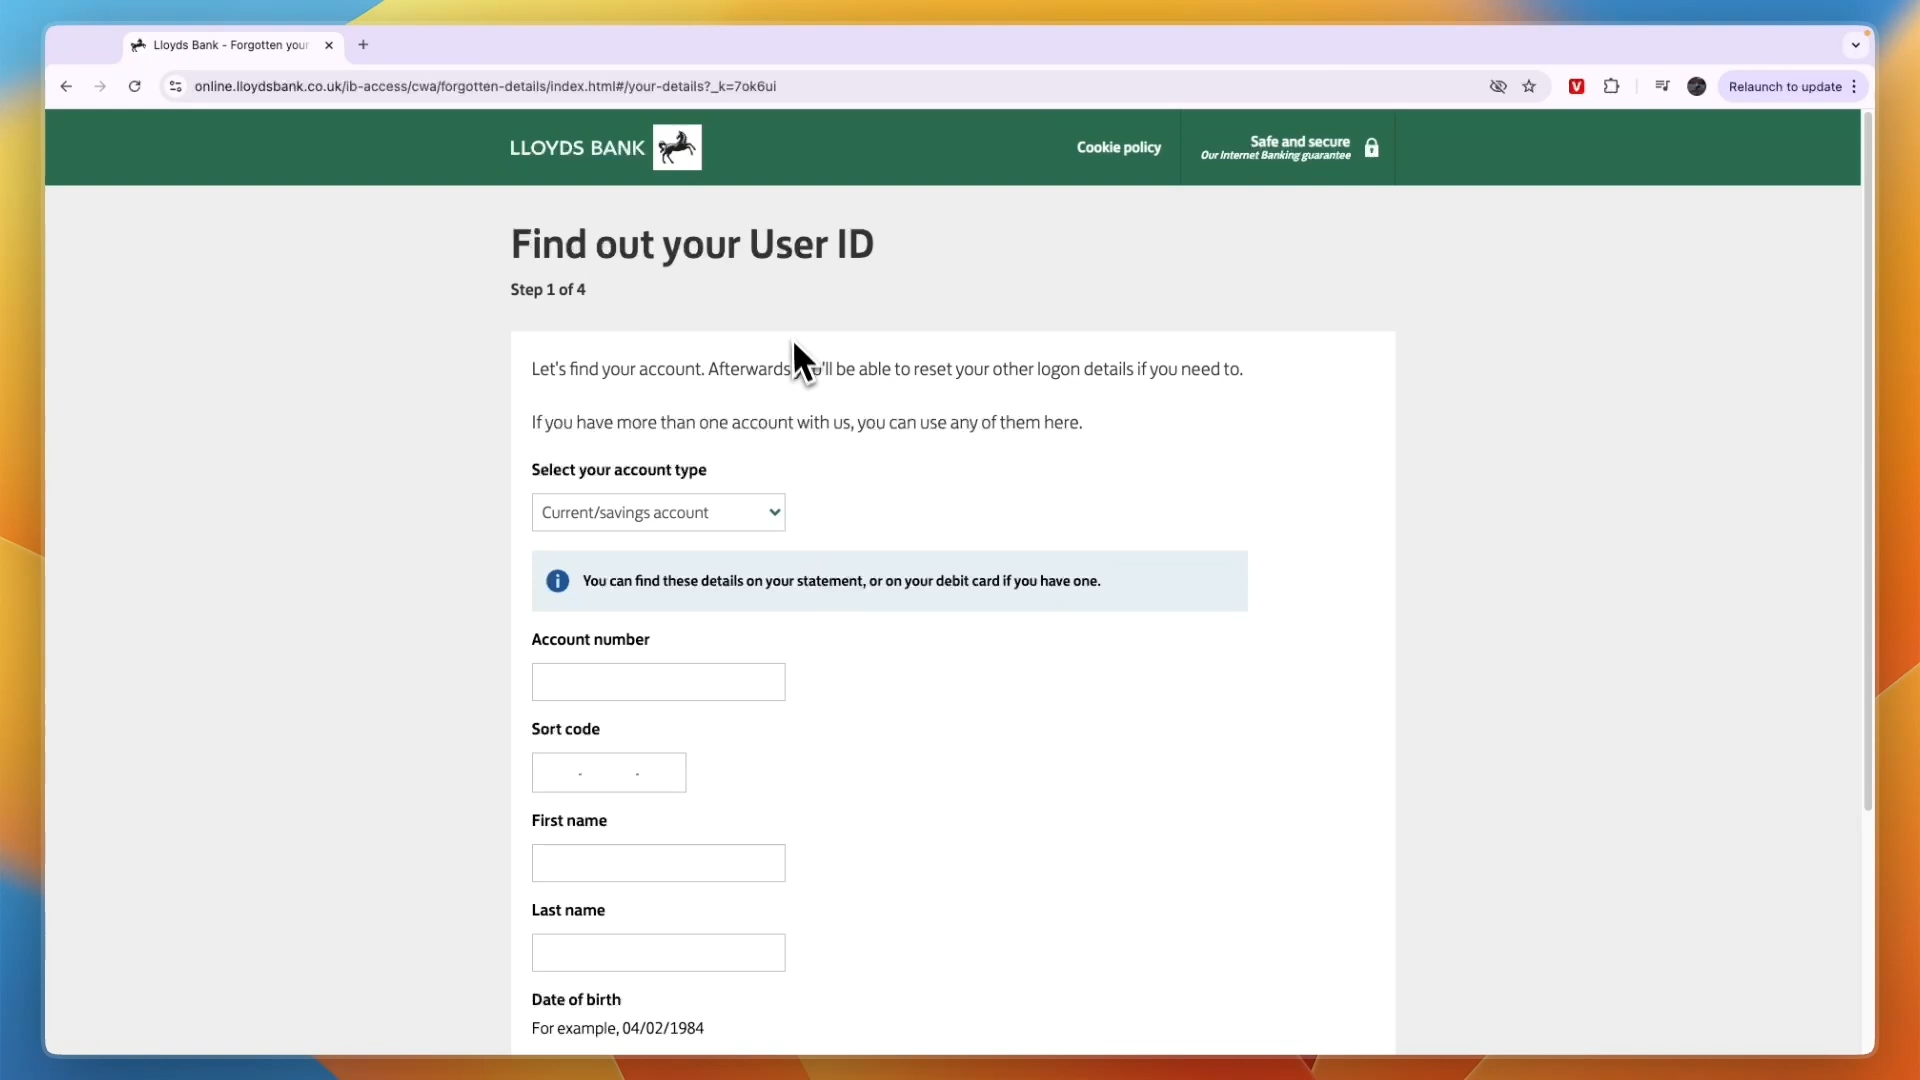 Lloyds Bank - Forgotten your
online.lloydsbank.co.uk/ib-access/cwa/forgotten-details/index.html#/your-details?_k=7ok6ui
V
Relaunch to update
LLOYDS BANK
Cookie policy
Safe and secure
Our Internet Banking guarantee
Find out your User ID
Step 1 of 4
Let's find your account. Afterwards 'll be able to reset your other logon details if you need to.
If you have more than one account with us, you can use any of them here.
Select your account type
Current/savings account
You can find these details on your statement, or on your debit card if you have one.
Account number
Sort code
- -
First name
Last name
Date of birth
For example, 04/02/1984